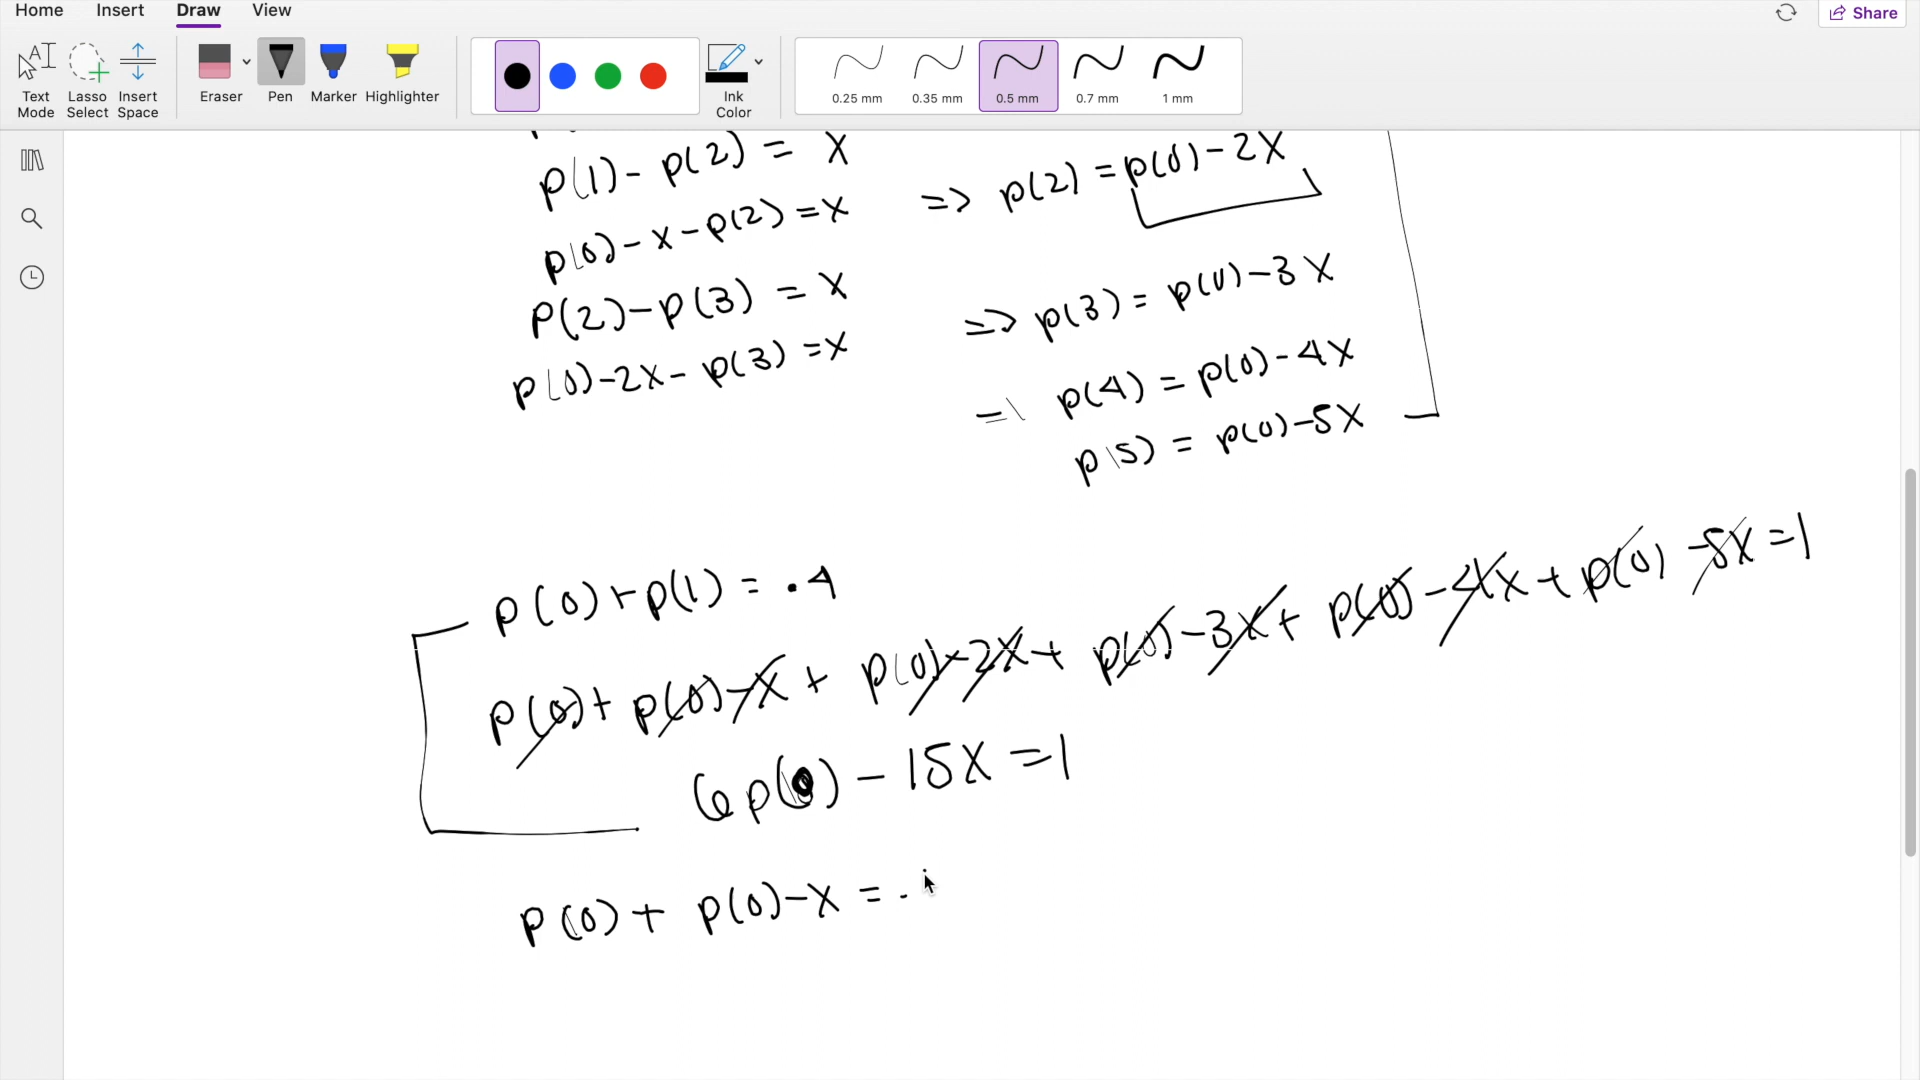 Home Insert Draw View Share
Text Mode Lasso Select Insert Space Eraser Pen Marker Highlighter Ink Color 0.25 mm 0.35 mm 0.5 mm 0.7 mm 1 mm
p(1) - p(2) = X
=> p(2) = p(0) - 2X
p(0) - x - p(2) = X
P(2) - p(3) = X
=> p(3) = p(0) - 3X
p(0) - 2X - p(3) = X
p(4) = p(0) - 4X
p(5) = p(0) - 5X
p(0) + p(1) = .4
p(0) + p(0) - X + p(0) - 2X + p(0) - 3X + p(0) - 4X + p(0) - 5X = 1
6p(0) - 15X = 1
p(0) + p(0) - X = .